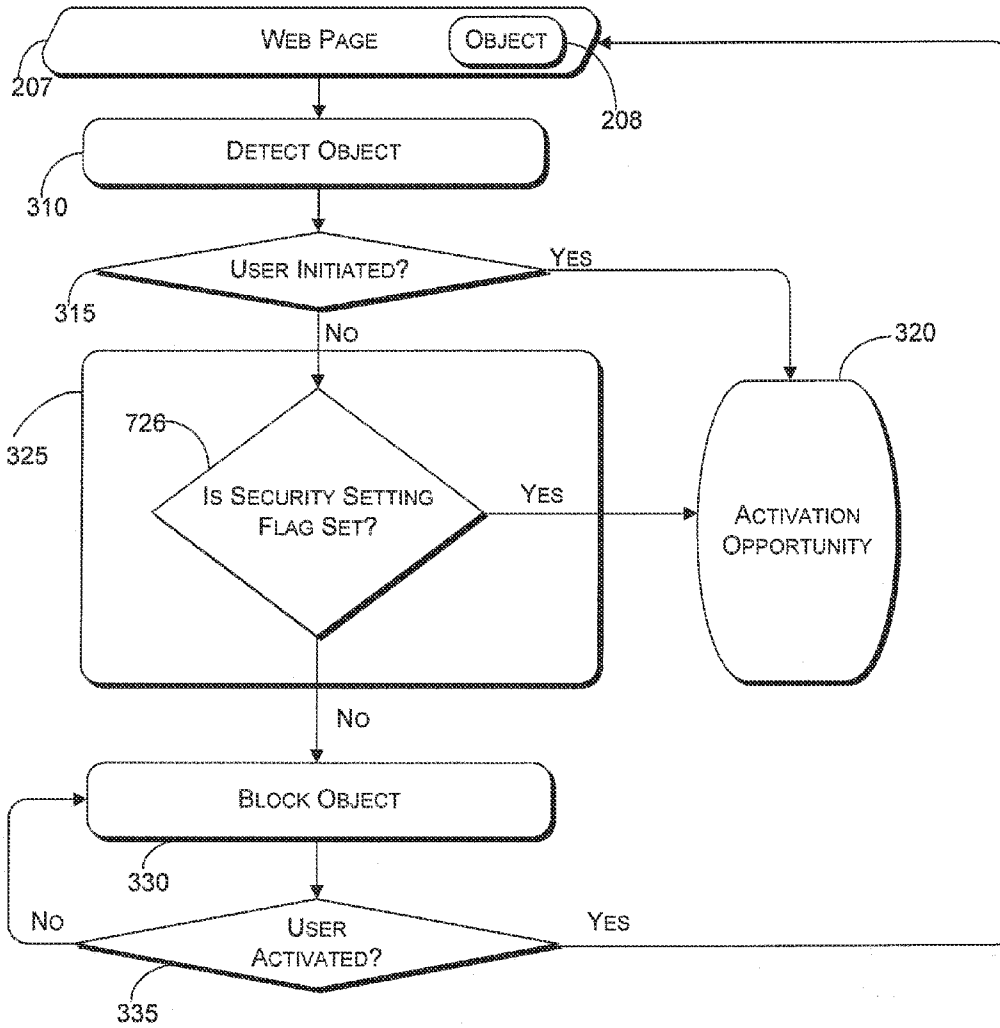 WEB PAGE
OBJECT
207
208
DETECT OBJECT
310
USER INITIATED?
YES
315
NO
320
325
726
IS SECURITY SETTING
FLAG SET?
YES
ACTIVATION
OPPORTUNITY
NO
BLOCK OBJECT
330
NO
USER
ACTIVATED?
YES
335